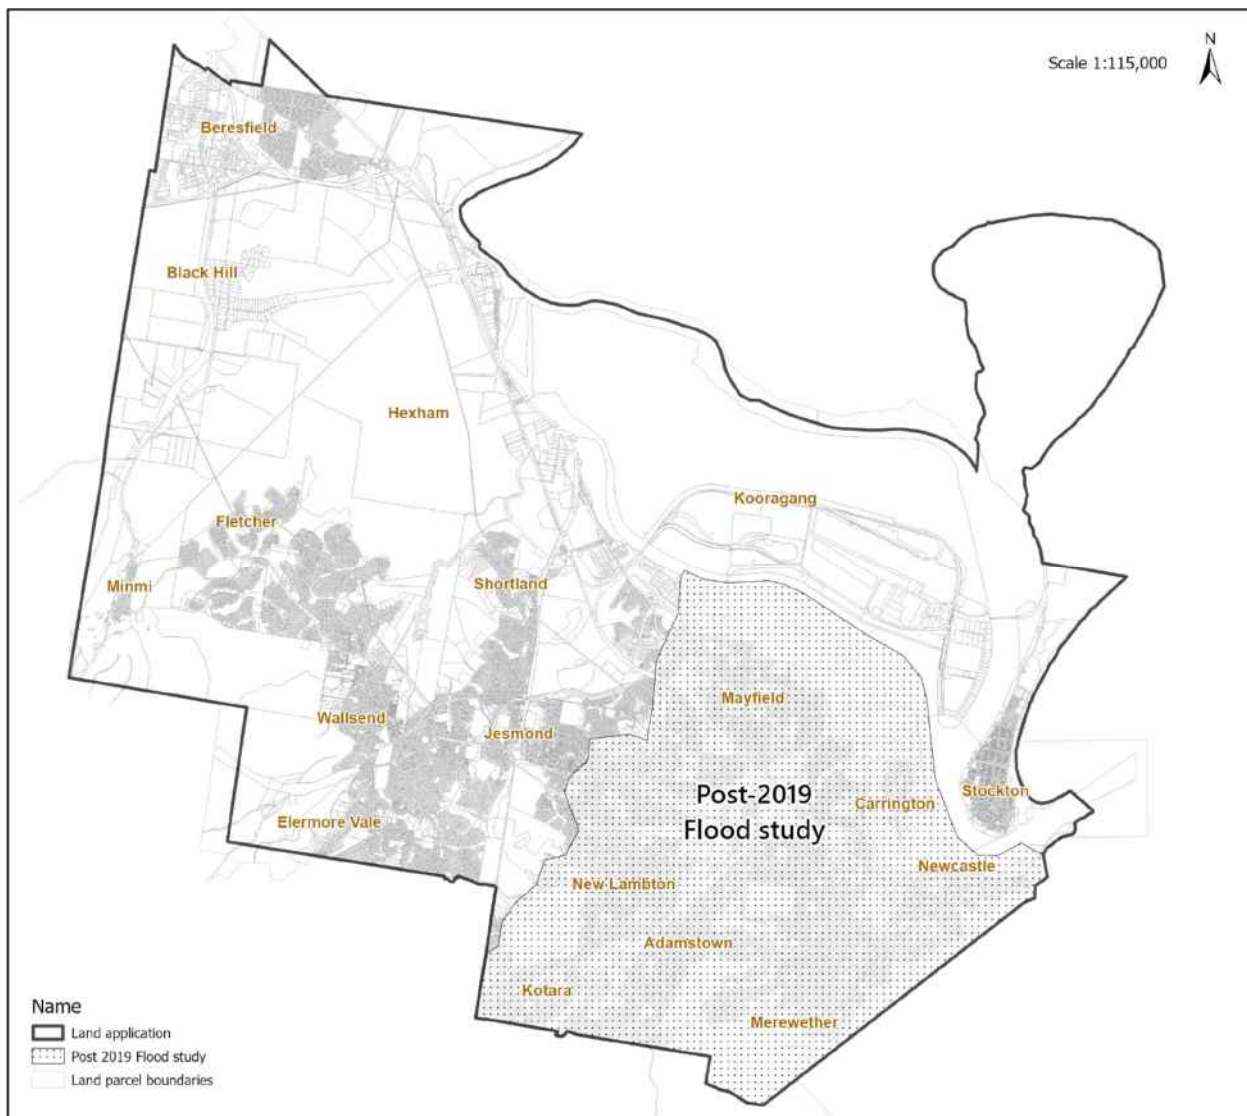 N
Scale 1:115,000
Beresfield
Black Hill
Hexham
Kooragang
Fletcher
Shortland
Minmi
Mayfield
Wallsend
Jesmond
Post-2019
Flood study
Stockton
Carrington
Elermore Vale
Newcastle
New Lambton
Adamstown
Kotara
Merewether
Name
Land application
Post 2019 Flood study
Land parcel boundaries